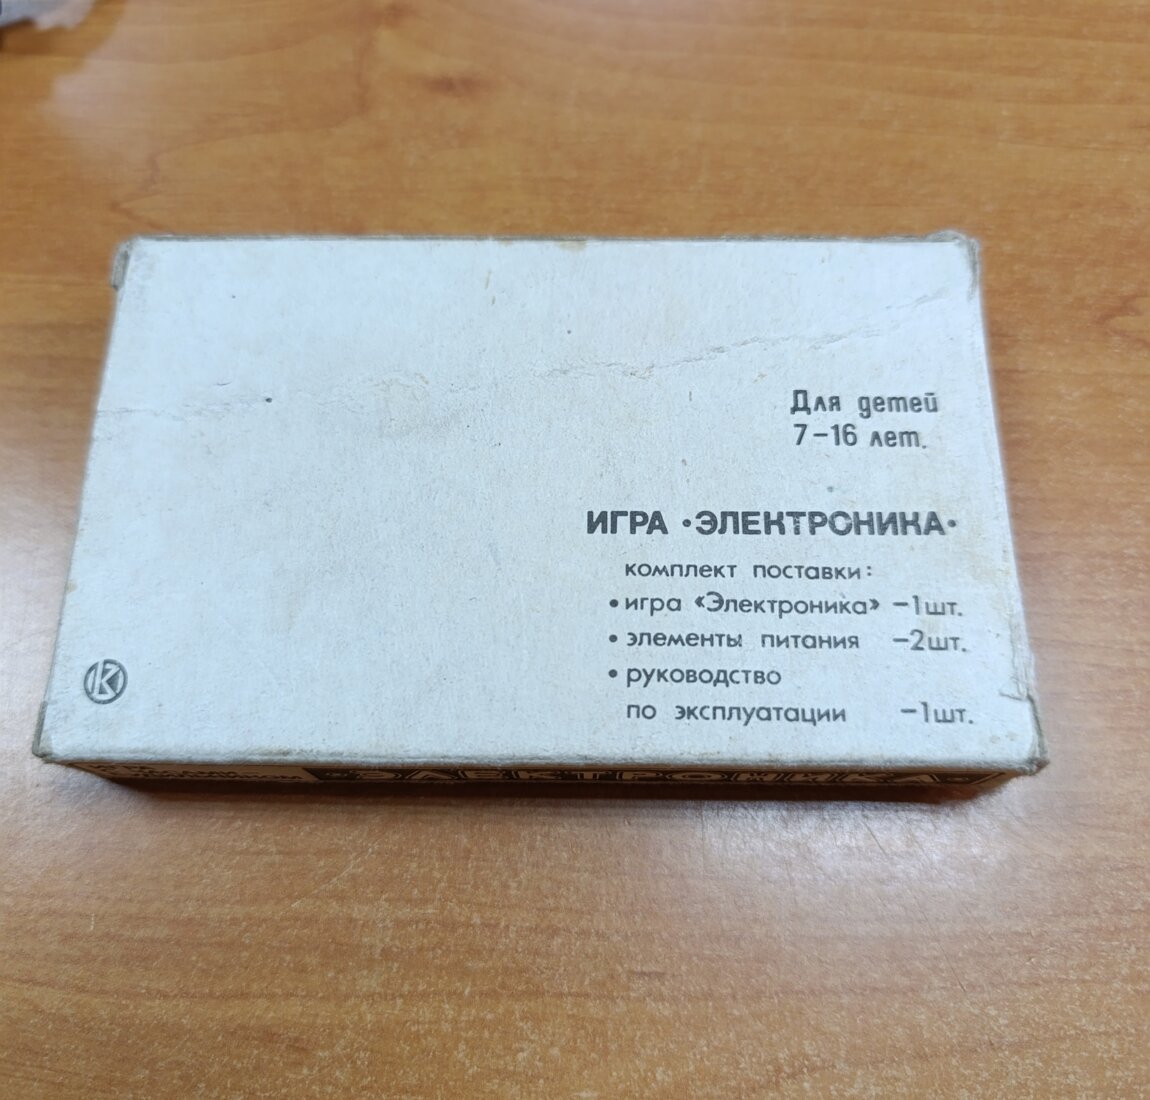 Для детей
7-16 лет.
ИГРА •ЭЛЕКТРОНИКА•
комплект поставки:
• игра «Электроника» -1шт.
• элементы питания -2шт.
• руководство
по эксплуатации -1шт.
•ЭЛЕКТРОНИКА•